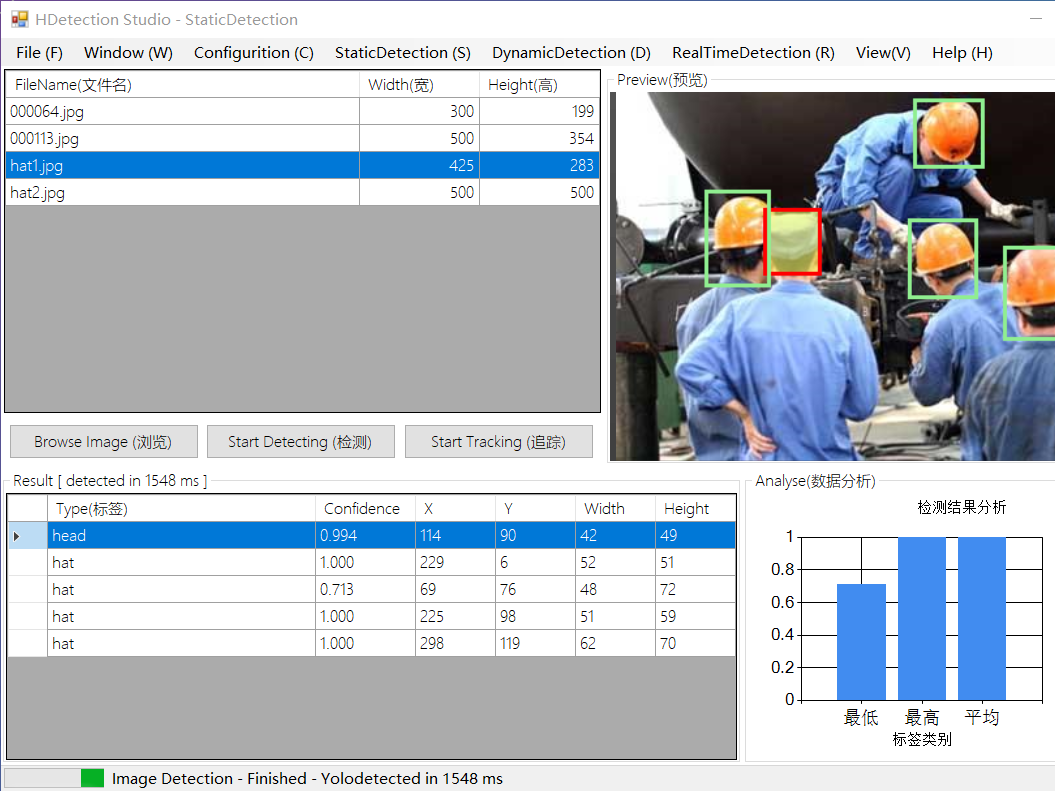 HDetection Studio - StaticDetection
File (F) Window (W) Configurition (C) StaticDetection (S) DynamicDetection (D) RealTimeDetection (R) View(V) Help (H)
FileName(文件名) Width(宽) Height(高)
000064.jpg 300 199
000113.jpg 500 354
hat1.jpg 425 283
hat2.jpg 500 500
Browse Image (浏览) Start Detecting (检测) Start Tracking (追踪)
Preview(预览)
Result [ detected in 1548 ms ]
Type(标签) Confidence X Y Width Height
head 0.994 114 90 42 49
hat 1.000 229 6 52 51
hat 0.713 69 76 48 72
hat 1.000 225 98 51 59
hat 1.000 298 119 62 70
Analyse(数据分析)
检测结果分析
1
0.8
0.6
0.4
0.2
0
最低 最高 平均
标签类别
Image Detection - Finished - Yolodetected in 1548 ms